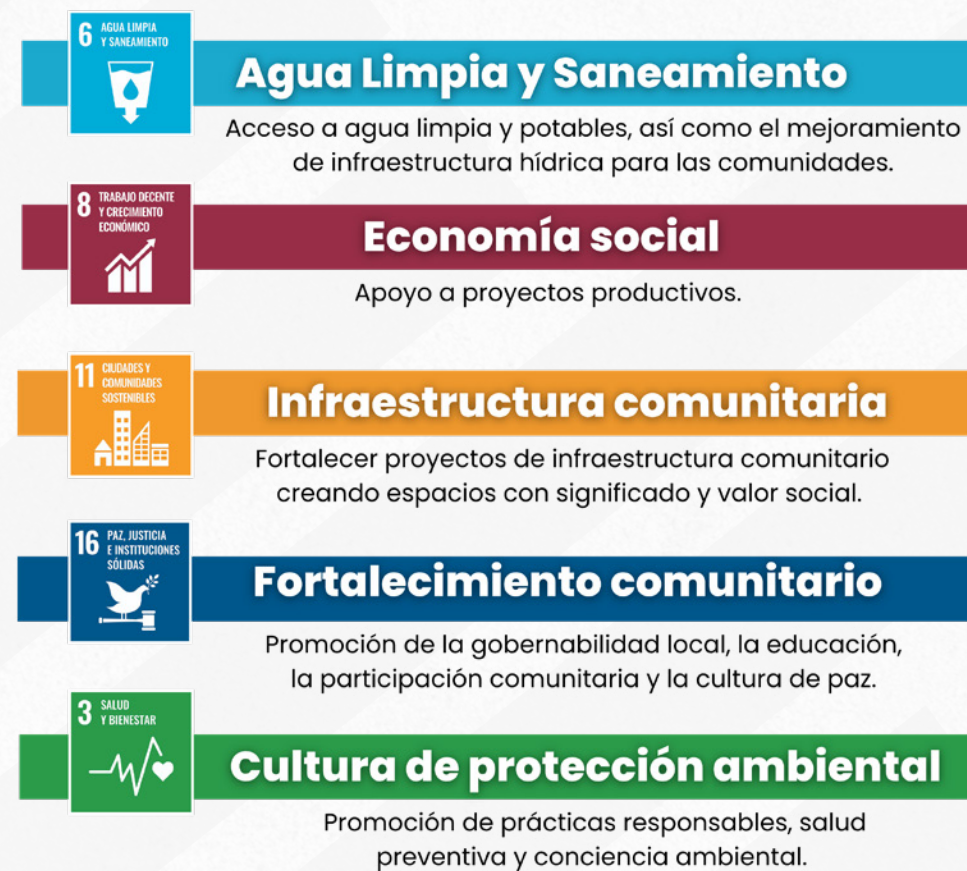 6 AGUA LIMPIA
Y SANEAMIENTO
Agua Limpia y Saneamiento
Acceso a agua limpia y potables, así como el mejoramiento
de infraestructura hídrica para las comunidades.
8 TRABAJO DECENTE
Y CRECIMIENTO
ECONÓMICO
Economía social
Apoyo a proyectos productivos.
11 CIUDADES Y
COMUNIDADES
SOSTENIBLES
Infraestructura comunitaria
Fortalecer proyectos de infraestructura comunitario
creando espacios con significado y valor social.
16 PAZ, JUSTICIA
E INSTITUCIONES
SÓLIDAS
Fortalecimiento comunitario
Promoción de la gobernabilidad local, la educación,
la participación comunitaria y la cultura de paz.
3 SALUD
Y BIENESTAR
Cultura de protección ambiental
Promoción de prácticas responsables, salud
preventiva y conciencia ambiental.